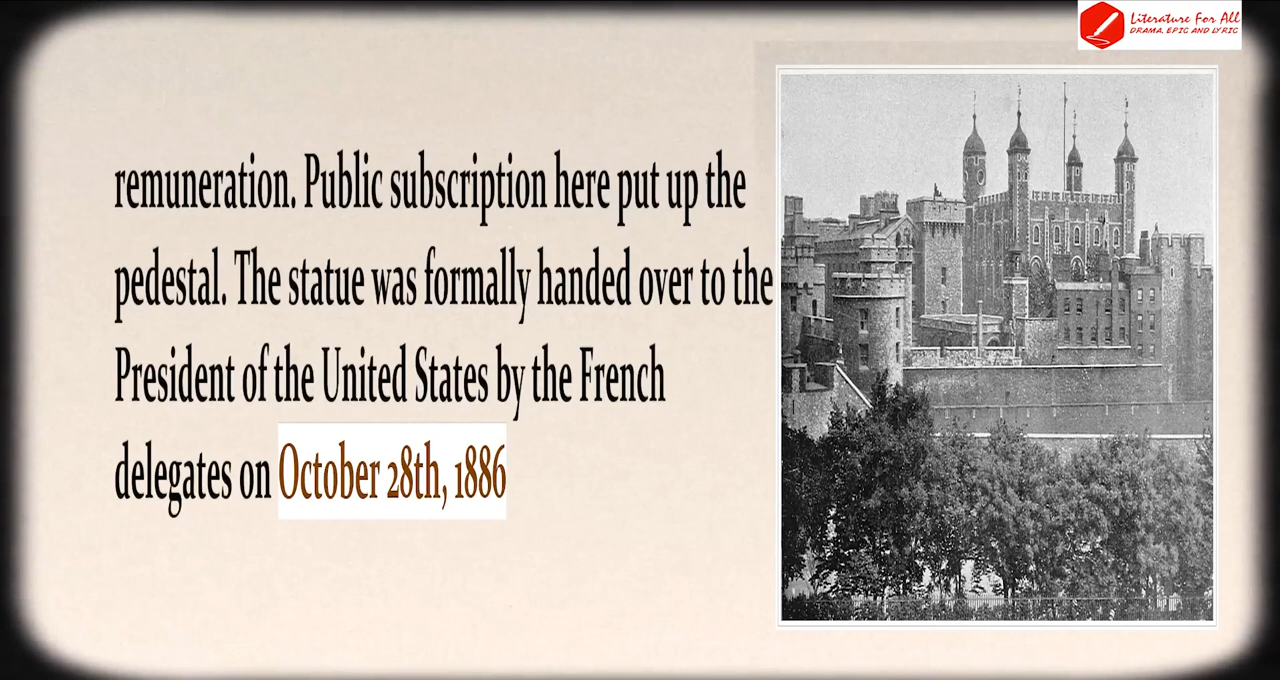 Literature For All
DRAMA, EPIC AND LYRIC
remuneration. Public subscription here put up the
pedestal. The statue was formally handed over to the
President of the United States by the French
delegates on October 28th, 1886